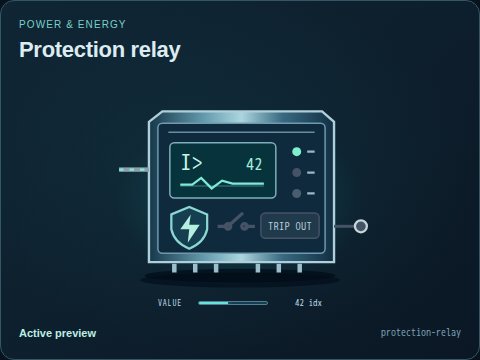 POWER & ENERGY
Protection relay
I> 42
TRIP OUT
VALUE 42 idx
Active preview protection-relay